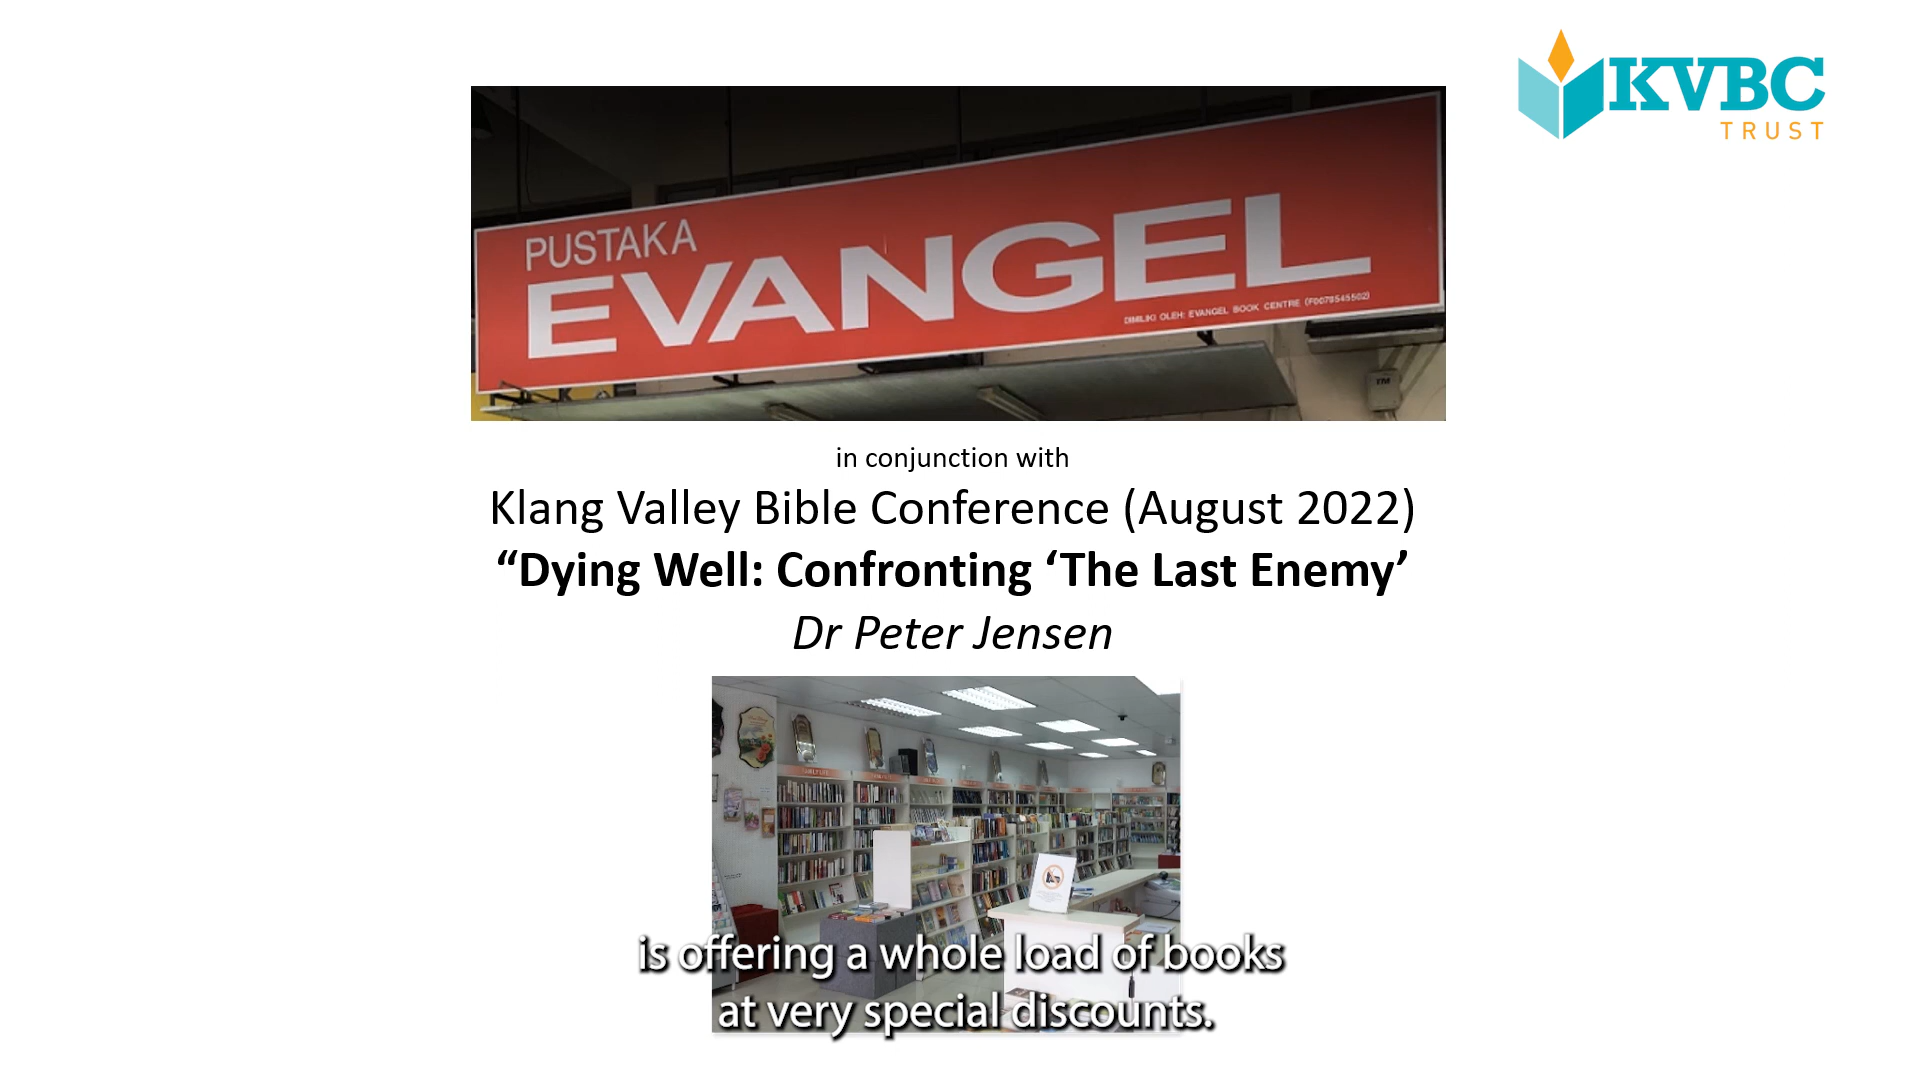 KVBC
TRUST
PUSTAKA
EVANGEL
DIMILIKI OLEH: EVANGEL BOOK CENTRE (F0078545502)
in conjunction with
Klang Valley Bible Conference (August 2022)
“Dying Well: Confronting ‘The Last Enemy’
Dr Peter Jensen
is offering a whole load of books
at very special discounts.